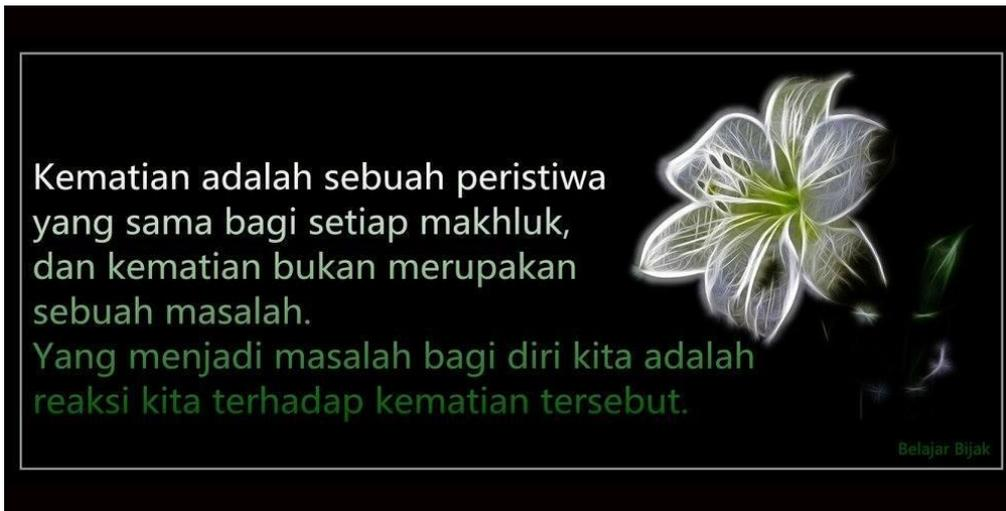 Kematian adalah sebuah peristiwa
yang sama bagi setiap makhluk,
dan kematian bukan merupakan
sebuah masalah.
Yang menjadi masalah bagi diri kita adalah
reaksi kita terhadap kematian tersebut.
Belajar Bijak